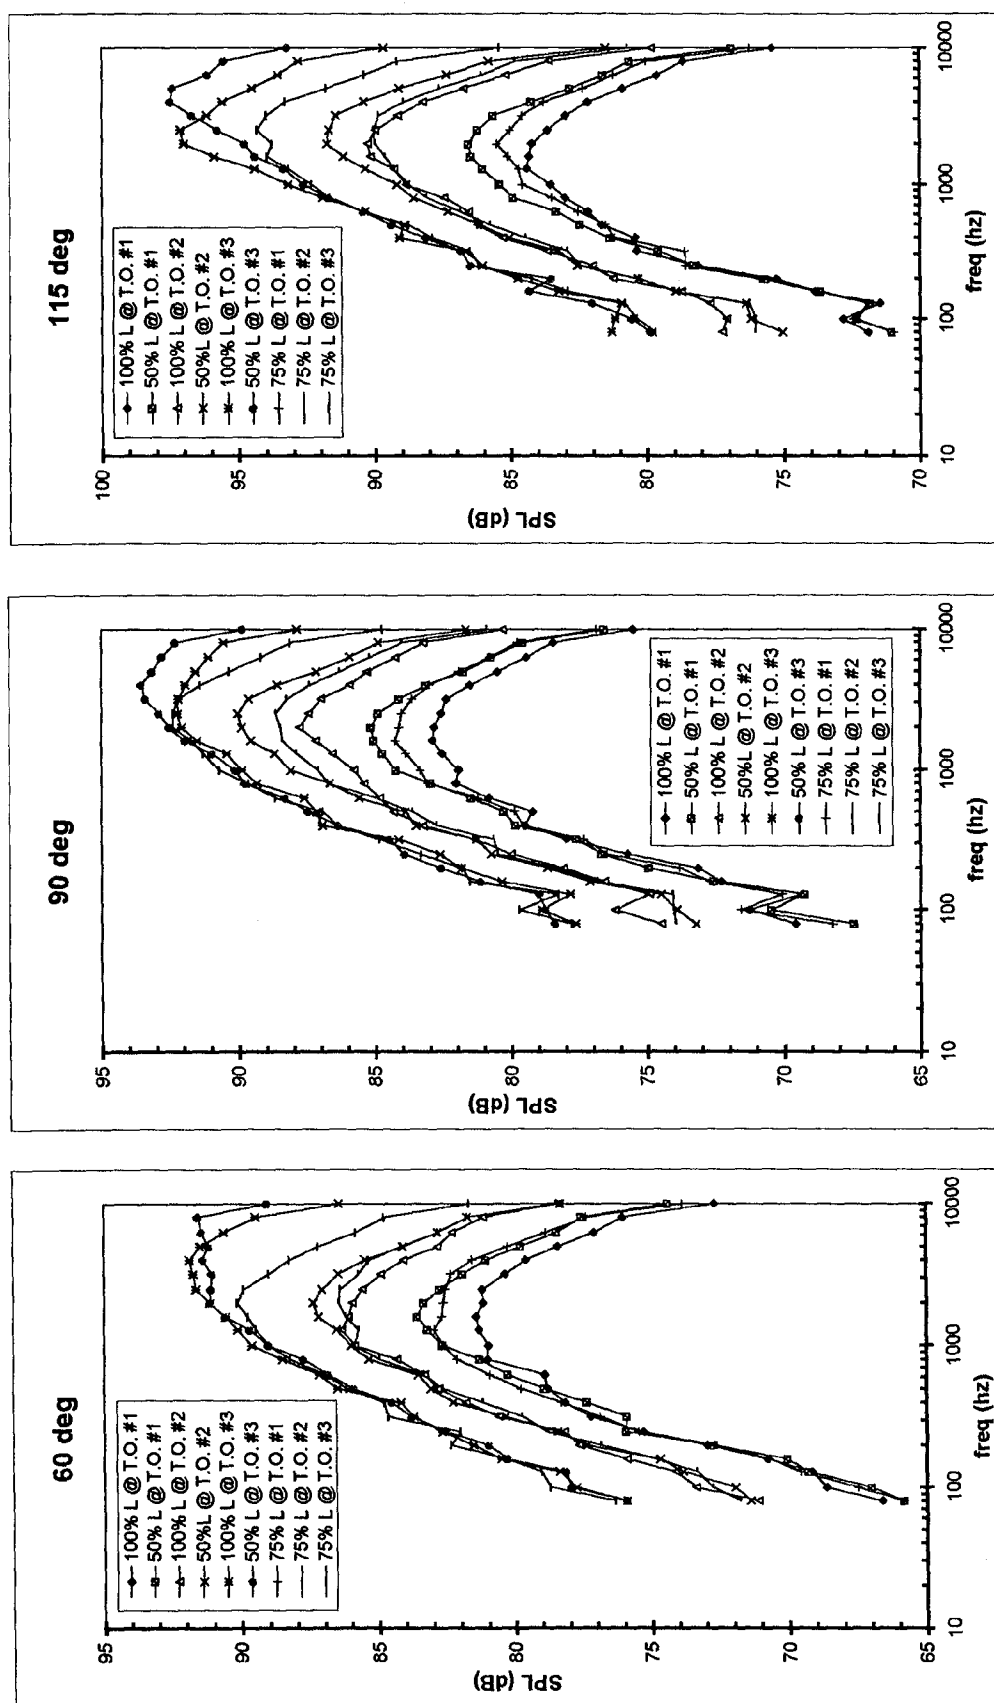 60 deg
95
90
85
80
75
70
65
SPL (dB)
10
100
1000
10000
freq (hz)
100% L @ T.O. #1
50% L @ T.O. #1
100% L @ T.O. #2
50%L @ T.O. #2
100% L @ T.O. #3
50% L @ T.O. #3
75% L @ T.O. #1
75% L @ T.O. #2
75% L @ T.O. #3
90 deg
95
90
85
80
75
70
65
SPL (dB)
10
100
1000
10000
freq (hz)
100% L @ T.O. #1
50% L @ T.O. #1
100% L @ T.O. #2
50%L @ T.O. #2
100% L @ T.O. #3
50% L @ T.O. #3
75% L @ T.O. #1
75% L @ T.O. #2
75% L @ T.O. #3
115 deg
100
95
90
85
80
75
70
SPL (dB)
10
100
1000
10000
freq (hz)
100% L @ T.O. #1
50% L @ T.O. #1
100% L @ T.O. #2
50%L @ T.O. #2
100% L @ T.O. #3
50% L @ T.O. #3
75% L @ T.O. #1
75% L @ T.O. #2
75% L @ T.O. #3